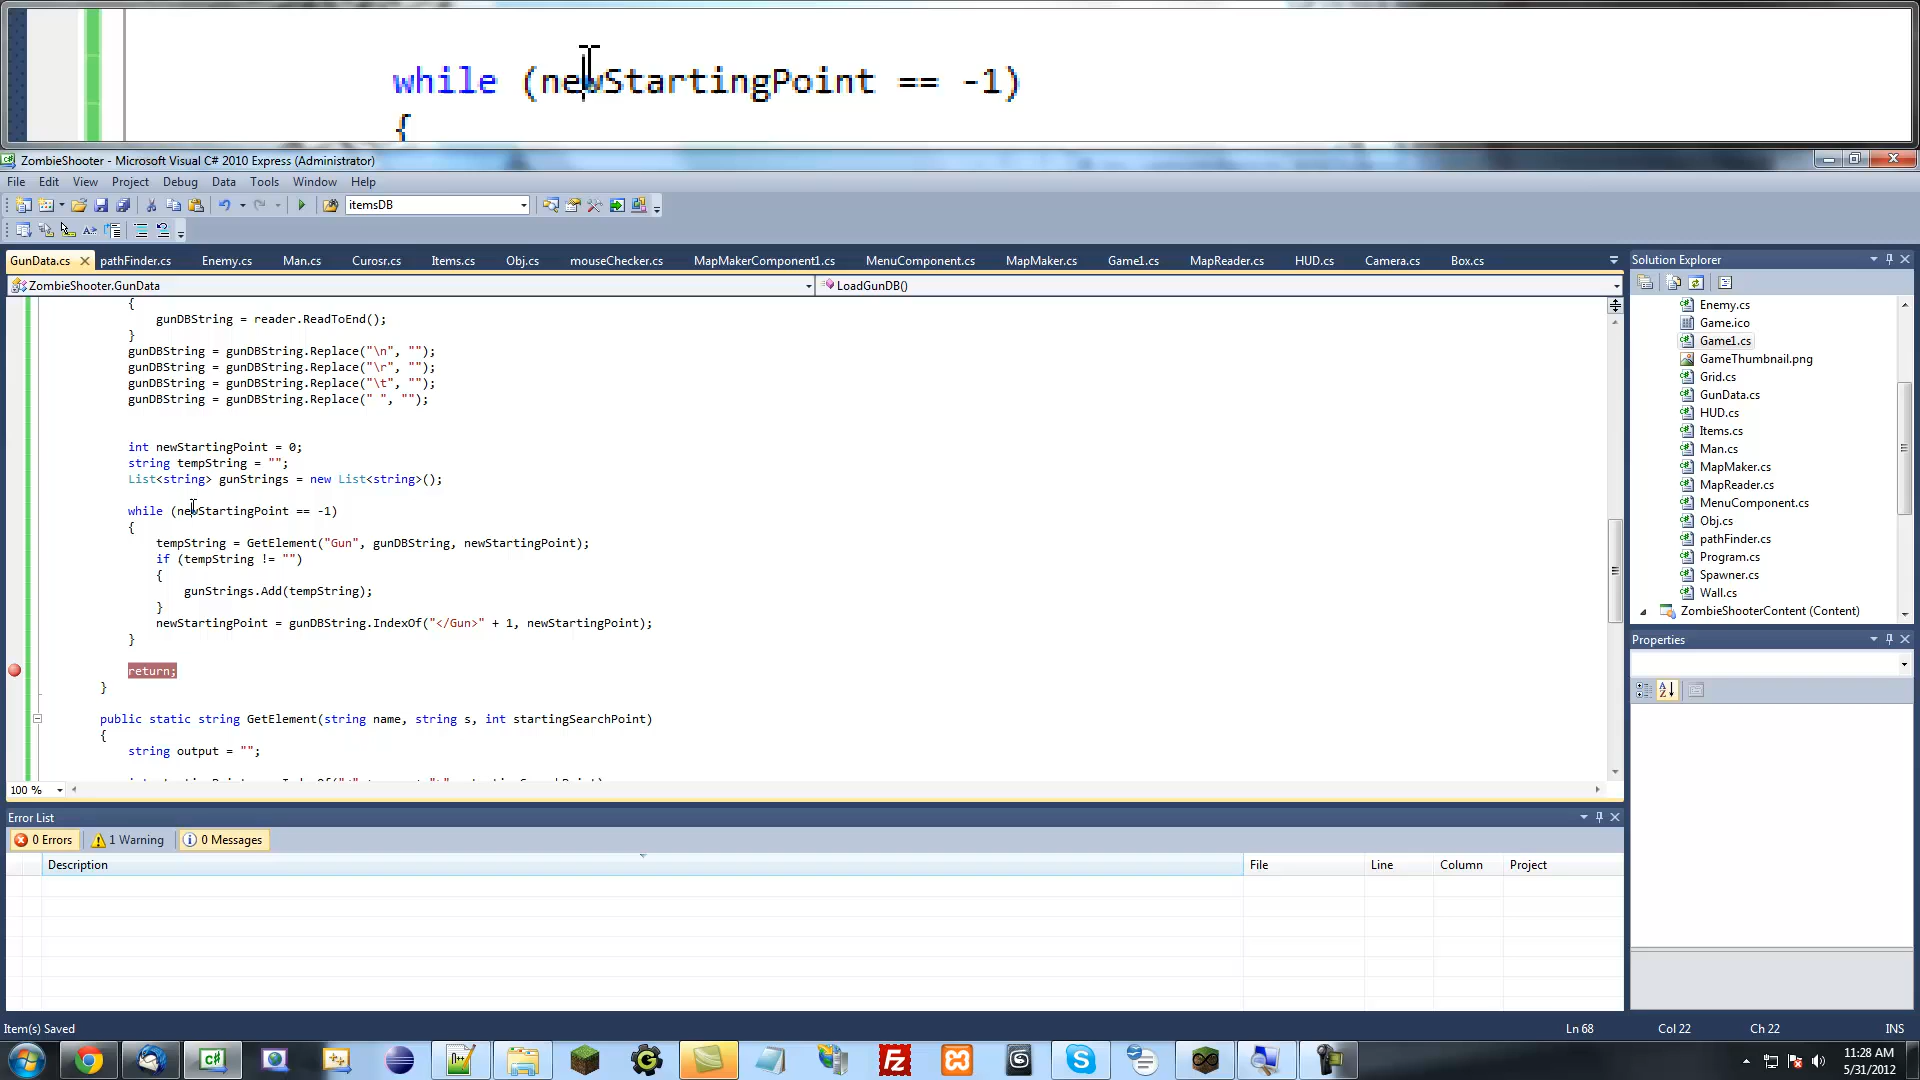 while (newStartingPoint == -1)
{
ZombieShooter - Microsoft Visual C# 2010 Express (Administrator)
File Edit View Project Debug Data Tools Window Help
itemsDB
GunData.cs pathFinder.cs Enemy.cs Man.cs Curosr.cs Items.cs Obj.cs mouseChecker.cs MapMakerComponent1.cs MenuComponent.cs MapMaker.cs Game1.cs MapReader.cs HUD.cs Camera.cs Box.cs
ZombieShooter.GunData LoadGunDB()
{
gunDBString = reader.ReadToEnd();
}
gunDBString = gunDBString.Replace("\n", "");
gunDBString = gunDBString.Replace("\r", "");
gunDBString = gunDBString.Replace("\t", "");
gunDBString = gunDBString.Replace(" ", "");
int newStartingPoint = 0;
string tempString = "";
List<string> gunStrings = new List<string>();
while (newStartingPoint == -1)
{
tempString = GetElement("Gun", gunDBString, newStartingPoint);
if (tempString != "")
{
gunStrings.Add(tempString);
}
newStartingPoint = gunDBString.IndexOf("</Gun>" + 1, newStartingPoint);
}
return;
}
public static string GetElement(string name, string s, int startingSearchPoint)
{
string output = "";
100 %
Solution Explorer
Enemy.cs
Game.ico
Game1.cs
GameThumbnail.png
Grid.cs
GunData.cs
HUD.cs
Items.cs
Man.cs
MapMaker.cs
MapReader.cs
MenuComponent.cs
Obj.cs
pathFinder.cs
Program.cs
Spawner.cs
Wall.cs
ZombieShooterContent (Content)
Properties
Error List
0 Errors 1 Warning 0 Messages
Description File Line Column Project
Item(s) Saved Ln 68 Col 22 Ch 22 INS
11:28 AM
5/31/2012